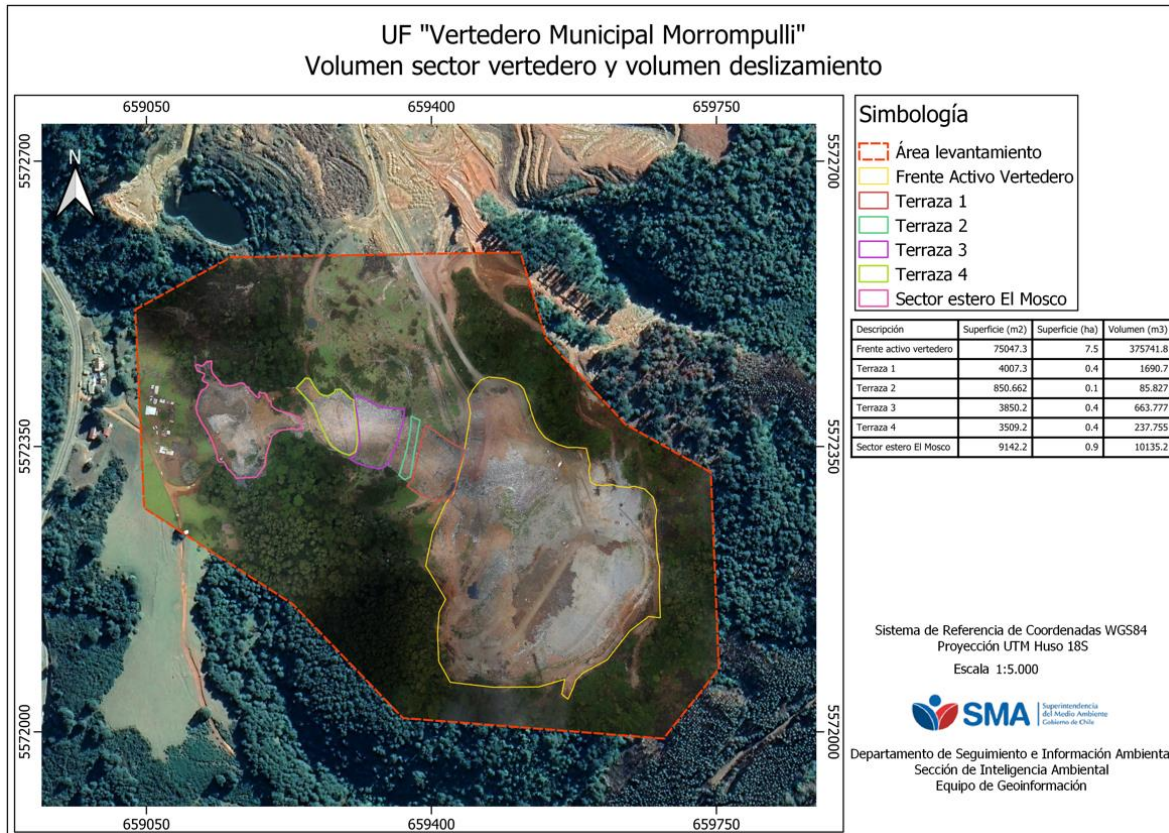 UF "Vertedero Municipal Morrompulli"
Volumen sector vertedero y volumen deslizamiento
659050 659400 659750
5572700 5572700
N
5572350 5572350
5572000 5572000
659050 659400 659750
Simbología
Área levantamiento
Frente Activo Vertedero
Terraza 1
Terraza 2
Terraza 3
Terraza 4
Sector estero El Mosco
Descripción Superficie (m2) Superficie (ha) Volumen (m3)
Frente activo vertedero 75047.3 7.5 375741.8
Terraza 1 4007.3 0.4 1690.7
Terraza 2 850.662 0.1 85.827
Terraza 3 3850.2 0.4 663.777
Terraza 4 3509.2 0.4 237.755
Sector estero El Mosco 9142.2 0.9 10135.2
Sistema de Referencia de Coordenadas WGS84
Proyección UTM Huso 18S
Escala 1:5.000
SMA
Superintendencia
del Medio Ambiente
Gobierno de Chile
Departamento de Seguimiento e Información Ambienta
Sección de Inteligencia Ambiental
Equipo de Geoinformación